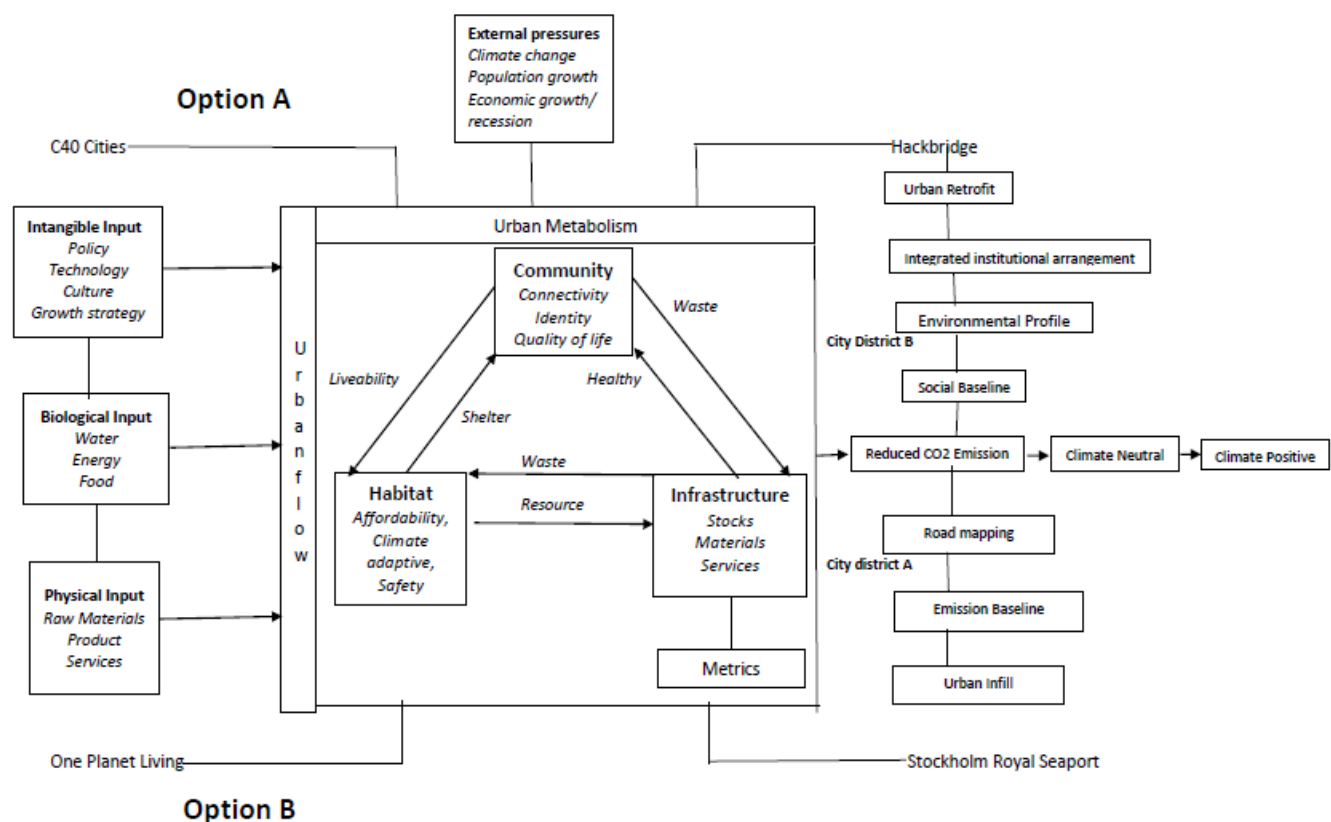 External pressures
Climate change
Population growth
Economic growth/
recession
Option A
C40 Cities
Hackbridge
Urban Retrofit
Integrated institutional arrangement
Environmental Profile
City District B
Social Baseline
Intangible Input
Policy
Technology
Culture
Growth strategy
Biological Input
Water
Energy
Food
Physical Input
Raw Materials
Product
Services
Urban flow
Urban Metabolism
Community
Connectivity
Identity
Quality of life
Waste
Liveability
Healthy
Shelter
Waste
Resource
Habitat
Affordability,
Climate
adaptive,
Safety
Infrastructure
Stocks
Materials
Services
Metrics
Reduced CO2 Emission
Climate Neutral
Climate Positive
Road mapping
City district A
Emission Baseline
Urban Infill
One Planet Living
Stockholm Royal Seaport
Option B